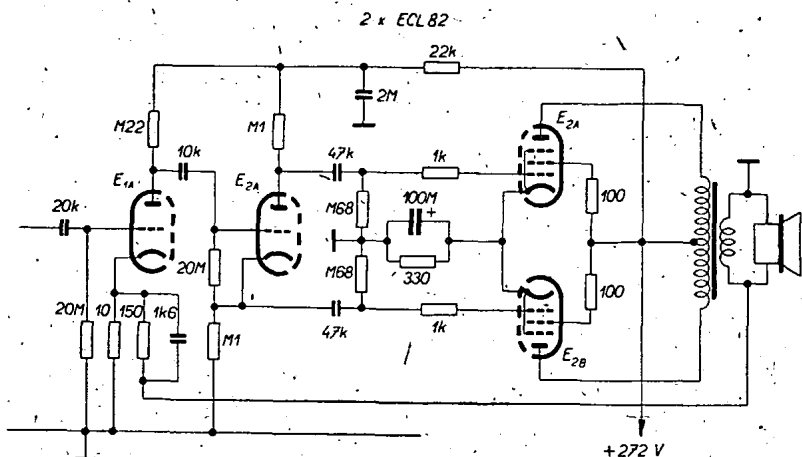 2 x ECL82
22k
2M
M22
M1
10k
E1A
E2A
47k
1k
E2A
20k
M68
100M
+
100
20M
330
M68
20M
10
150
1k6
M1
47k
1k
100
E2B
+272 V